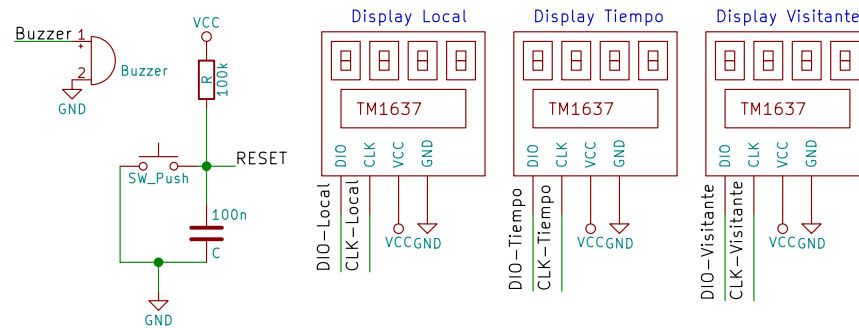 Buzzer
1
+
2
Buzzer
GND
VCC
R
100k
SW_Push
RESET
100n
C
GND
Display Local
TM1637
DIO
CLK
VCC
GND
DIO-Local
CLK-Local
VCC
GND
Display Tiempo
TM1637
DIO
CLK
VCC
GND
DIO-Tiempo
CLK-Tiempo
VCC
GND
Display Visitante
TM1637
DIO
CLK
VCC
GND
DIO-Visitante
CLK-Visitante
VCC
GND